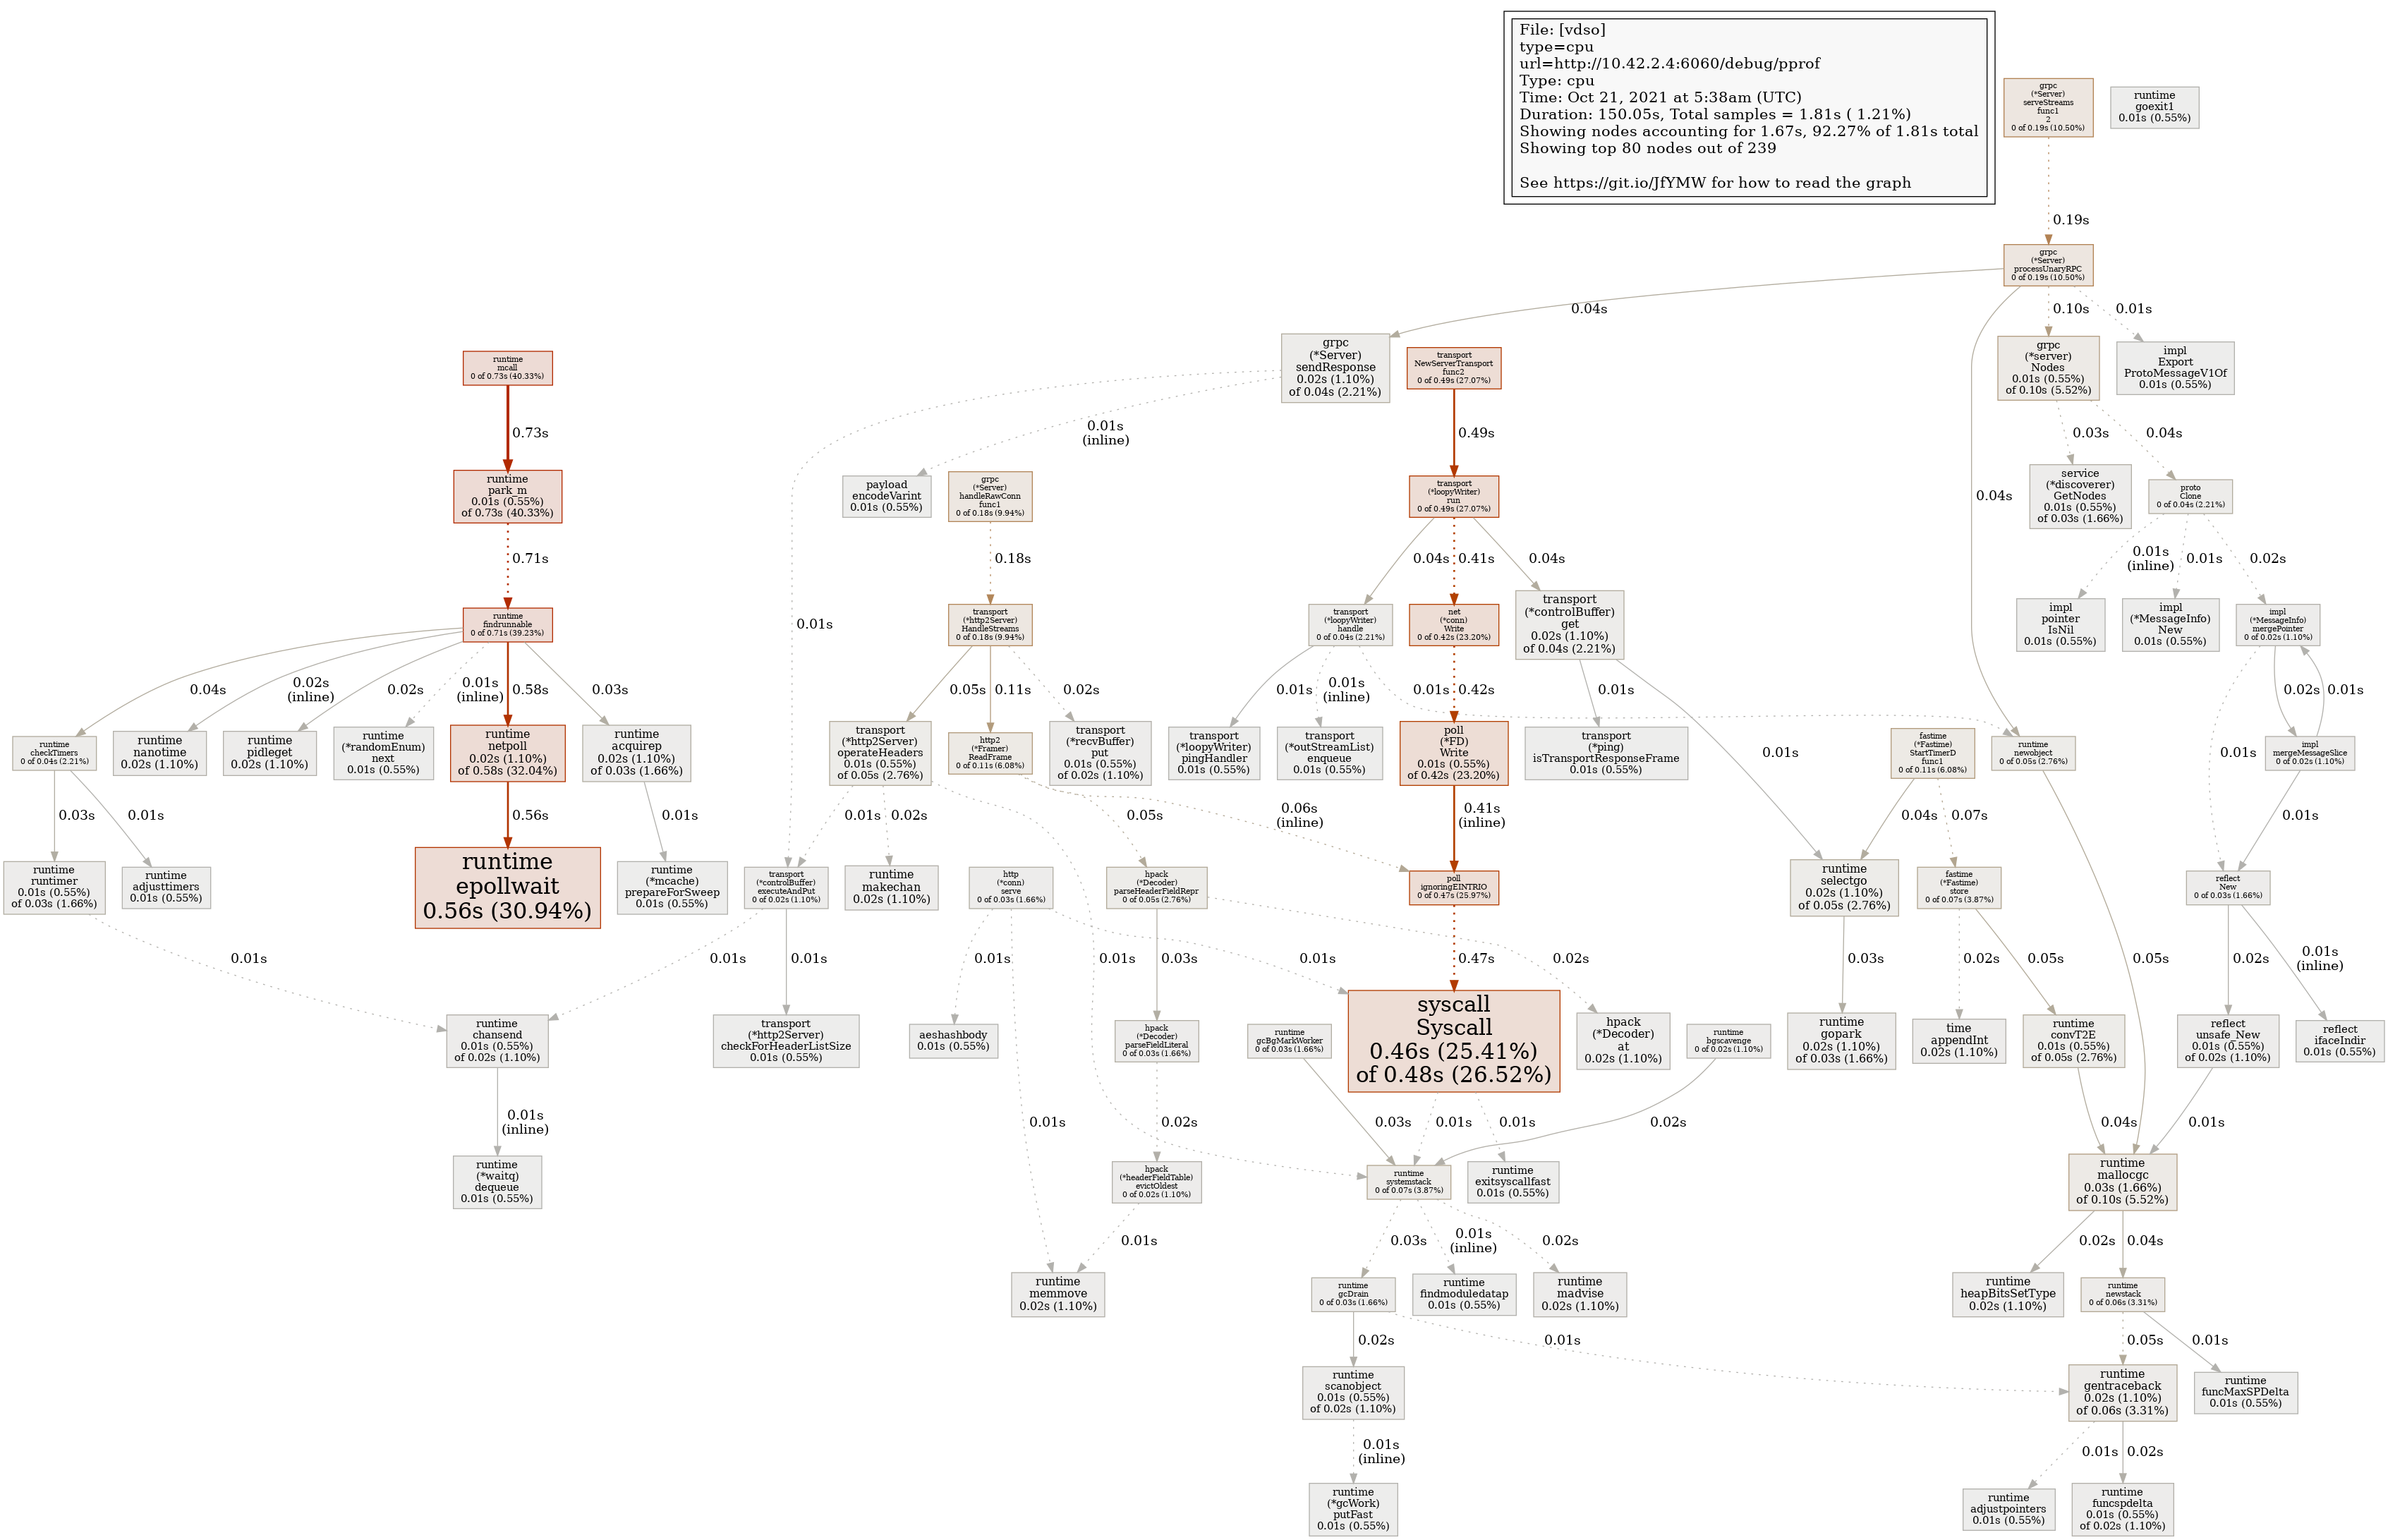 File: [vdso]
type=cpu
url=http://10.42.2.4:6060/debug/pprof
Type: cpu
Time: Oct 21, 2021 at 5:38am (UTC)
Duration: 150.05s, Total samples = 1.81s ( 1.21%)
Showing nodes accounting for 1.67s, 92.27% of 1.81s total
Showing top 80 nodes out of 239
See https://git.io/JfYMW for how to read the graph
grpc
(*Server)
serveStreams
func1
2
0 of 0.19s (10.50%)
runtime
goexit1
0.01s (0.55%)
0.19s
grpc
(*Server)
processUnaryRPC
0 of 0.19s (10.50%)
0.04s
0.10s
0.01s
grpc
(*Server)
sendResponse
0.02s (1.10%)
of 0.04s (2.21%)
transport
NewServerTransport
func2
0 of 0.49s (27.07%)
grpc
(*server)
Nodes
0.01s (0.55%)
of 0.10s (5.52%)
impl
Export
ProtoMessageV1Of
0.01s (0.55%)
runtime
mcall
0 of 0.73s (40.33%)
0.73s
0.01s
(inline)
0.49s
0.03s
0.04s
runtime
park_m
0.01s (0.55%)
of 0.73s (40.33%)
payload
encodeVarint
0.01s (0.55%)
grpc
(*Server)
handleRawConn
func1
0 of 0.18s (9.94%)
transport
(*loopyWriter)
run
0 of 0.49s (27.07%)
0.04s
service
(*discoverer)
GetNodes
0.01s (0.55%)
of 0.03s (1.66%)
proto
Clone
0 of 0.04s (2.21%)
0.71s
0.18s
0.04s
0.41s
0.04s
0.01s
(inline)
0.01s
0.02s
runtime
findrunnable
0 of 0.71s (39.23%)
0.01s
transport
(*http2Server)
HandleStreams
0 of 0.18s (9.94%)
transport
(*loopyWriter)
handle
0 of 0.04s (2.21%)
net
(*conn)
Write
0 of 0.42s (23.20%)
transport
(*controlBuffer)
get
0.02s (1.10%)
of 0.04s (2.21%)
impl
pointer
IsNil
0.01s (0.55%)
impl
(*MessageInfo)
New
0.01s (0.55%)
impl
(*MessageInfo)
mergePointer
0 of 0.02s (1.10%)
0.04s
0.02s
(inline)
0.02s
0.01s
(inline)
0.58s
0.03s
0.05s
0.11s
0.02s
0.01s
0.01s
(inline)
0.01s
0.42s
0.01s
0.02s
0.01s
runtime
checkTimers
0 of 0.04s (2.21%)
runtime
nanotime
0.02s (1.10%)
runtime
pidleget
0.02s (1.10%)
runtime
(*randomEnum)
next
0.01s (0.55%)
runtime
netpoll
0.02s (1.10%)
of 0.58s (32.04%)
runtime
acquirep
0.02s (1.10%)
of 0.03s (1.66%)
transport
(*http2Server)
operateHeaders
0.01s (0.55%)
of 0.05s (2.76%)
http2
(*Framer)
ReadFrame
0 of 0.11s (6.08%)
transport
(*recvBuffer)
put
0.01s (0.55%)
of 0.02s (1.10%)
transport
(*loopyWriter)
pingHandler
0.01s (0.55%)
transport
(*outStreamList)
enqueue
0.01s (0.55%)
poll
(*FD)
Write
0.01s (0.55%)
of 0.42s (23.20%)
transport
(*ping)
isTransportResponseFrame
0.01s (0.55%)
0.01s
fastime
(*Fastime)
StartTimerD
func1
0 of 0.11s (6.08%)
runtime
newobject
0 of 0.05s (2.76%)
0.01s
impl
mergeMessageSlice
0 of 0.02s (1.10%)
0.03s
0.01s
0.56s
0.01s
0.01s
0.02s
0.05s
0.06s
(inline)
0.41s
(inline)
0.04s
0.07s
0.01s
runtime
runtimer
0.01s (0.55%)
of 0.03s (1.66%)
runtime
adjusttimers
0.01s (0.55%)
runtime
epollwait
0.56s (30.94%)
runtime
(*mcache)
prepareForSweep
0.01s (0.55%)
transport
(*controlBuffer)
executeAndPut
0 of 0.02s (1.10%)
runtime
makechan
0.02s (1.10%)
http
(*conn)
serve
0 of 0.03s (1.66%)
hpack
(*Decoder)
parseHeaderFieldRepr
0 of 0.05s (2.76%)
poll
ignoringEINTRIO
0 of 0.47s (25.97%)
runtime
selectgo
0.02s (1.10%)
of 0.05s (2.76%)
fastime
(*Fastime)
store
0 of 0.07s (3.87%)
reflect
New
0 of 0.03s (1.66%)
0.01s
0.01s
0.01s
0.01s
0.01s
0.03s
0.01s
0.47s
0.02s
0.03s
0.02s
0.05s
0.05s
0.02s
0.01s
(inline)
runtime
chansend
0.01s (0.55%)
of 0.02s (1.10%)
transport
(*http2Server)
checkForHeaderListSize
0.01s (0.55%)
aeshashbody
0.01s (0.55%)
hpack
(*Decoder)
parseFieldLiteral
0 of 0.03s (1.66%)
runtime
gcBgMarkWorker
0 of 0.03s (1.66%)
syscall
Syscall
0.46s (25.41%)
of 0.48s (26.52%)
hpack
(*Decoder)
at
0.02s (1.10%)
runtime
bgscavenge
0 of 0.02s (1.10%)
runtime
gopark
0.02s (1.10%)
of 0.03s (1.66%)
time
appendInt
0.02s (1.10%)
runtime
convT2E
0.01s (0.55%)
of 0.05s (2.76%)
reflect
unsafe_New
0.01s (0.55%)
of 0.02s (1.10%)
reflect
ifaceIndir
0.01s (0.55%)
0.01s
(inline)
0.01s
0.02s
0.03s
0.01s
0.01s
0.02s
0.04s
0.01s
runtime
(*waitq)
dequeue
0.01s (0.55%)
hpack
(*headerFieldTable)
evictOldest
0 of 0.02s (1.10%)
runtime
systemstack
0 of 0.07s (3.87%)
runtime
exitsyscallfast
0.01s (0.55%)
runtime
mallocgc
0.03s (1.66%)
of 0.10s (5.52%)
0.01s
0.03s
0.01s
(inline)
0.02s
0.02s
0.04s
runtime
memmove
0.02s (1.10%)
runtime
gcDrain
0 of 0.03s (1.66%)
runtime
findmoduledatap
0.01s (0.55%)
runtime
madvise
0.02s (1.10%)
runtime
heapBitsSetType
0.02s (1.10%)
runtime
newstack
0 of 0.06s (3.31%)
0.02s
0.01s
0.05s
0.01s
runtime
scanobject
0.01s (0.55%)
of 0.02s (1.10%)
runtime
gentraceback
0.02s (1.10%)
of 0.06s (3.31%)
runtime
funcMaxSPDelta
0.01s (0.55%)
0.01s
(inline)
0.01s
0.02s
runtime
(*gcWork)
putFast
0.01s (0.55%)
runtime
adjustpointers
0.01s (0.55%)
runtime
funcspdelta
0.01s (0.55%)
of 0.02s (1.10%)